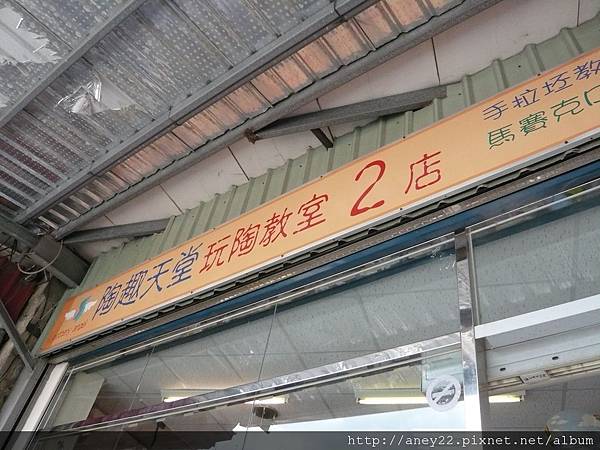 陶趣天堂玩陶教室2店
手拉坯教
馬賽克
http://aney22.pixnet.net/album